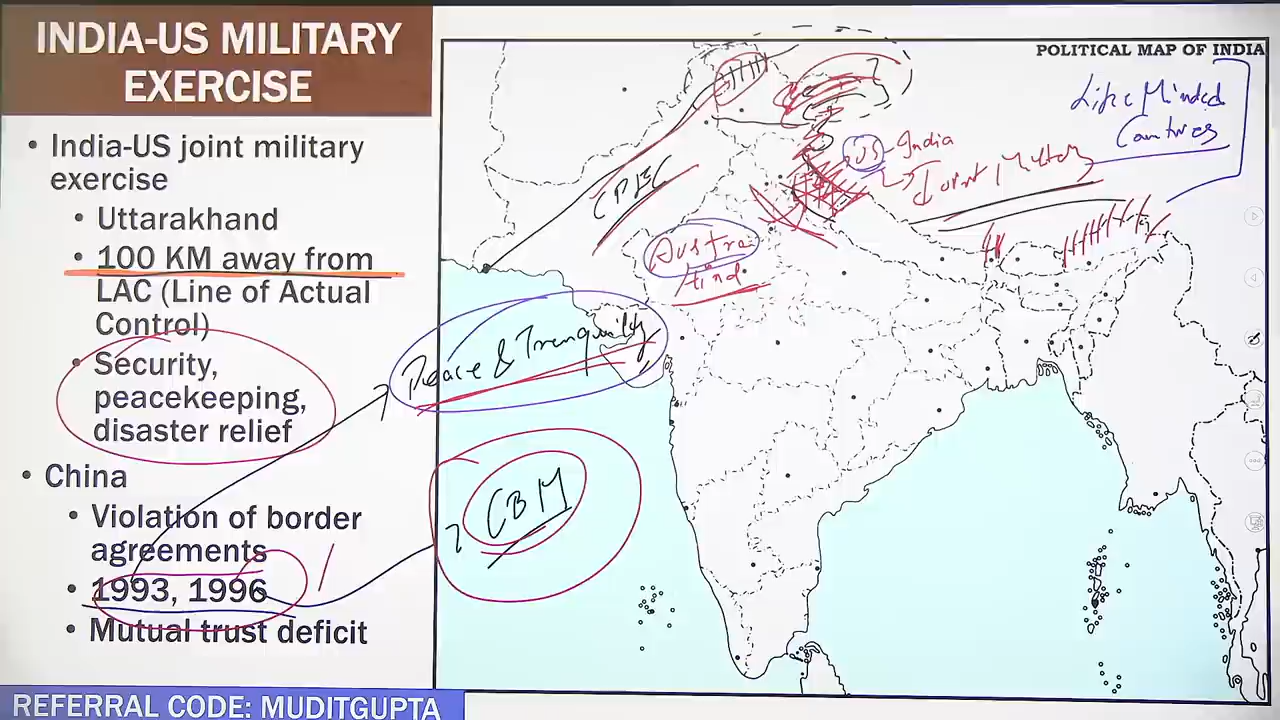 INDIA-US MILITARY
EXERCISE
• India-US joint military
exercise
• Uttarakhand
• 100 KM away from
LAC (Line of Actual
Control)
• Security,
peacekeeping,
disaster relief
• China
• Violation of border
agreements
• 1993, 1996
• Mutual trust deficit
REFERRAL CODE: MUDITGUPTA
POLITICAL MAP OF INDIA
Like Minded
Countries
US - India
Joint Military
CPEC
Austra
Ind
Peace & Tranquility
CBM